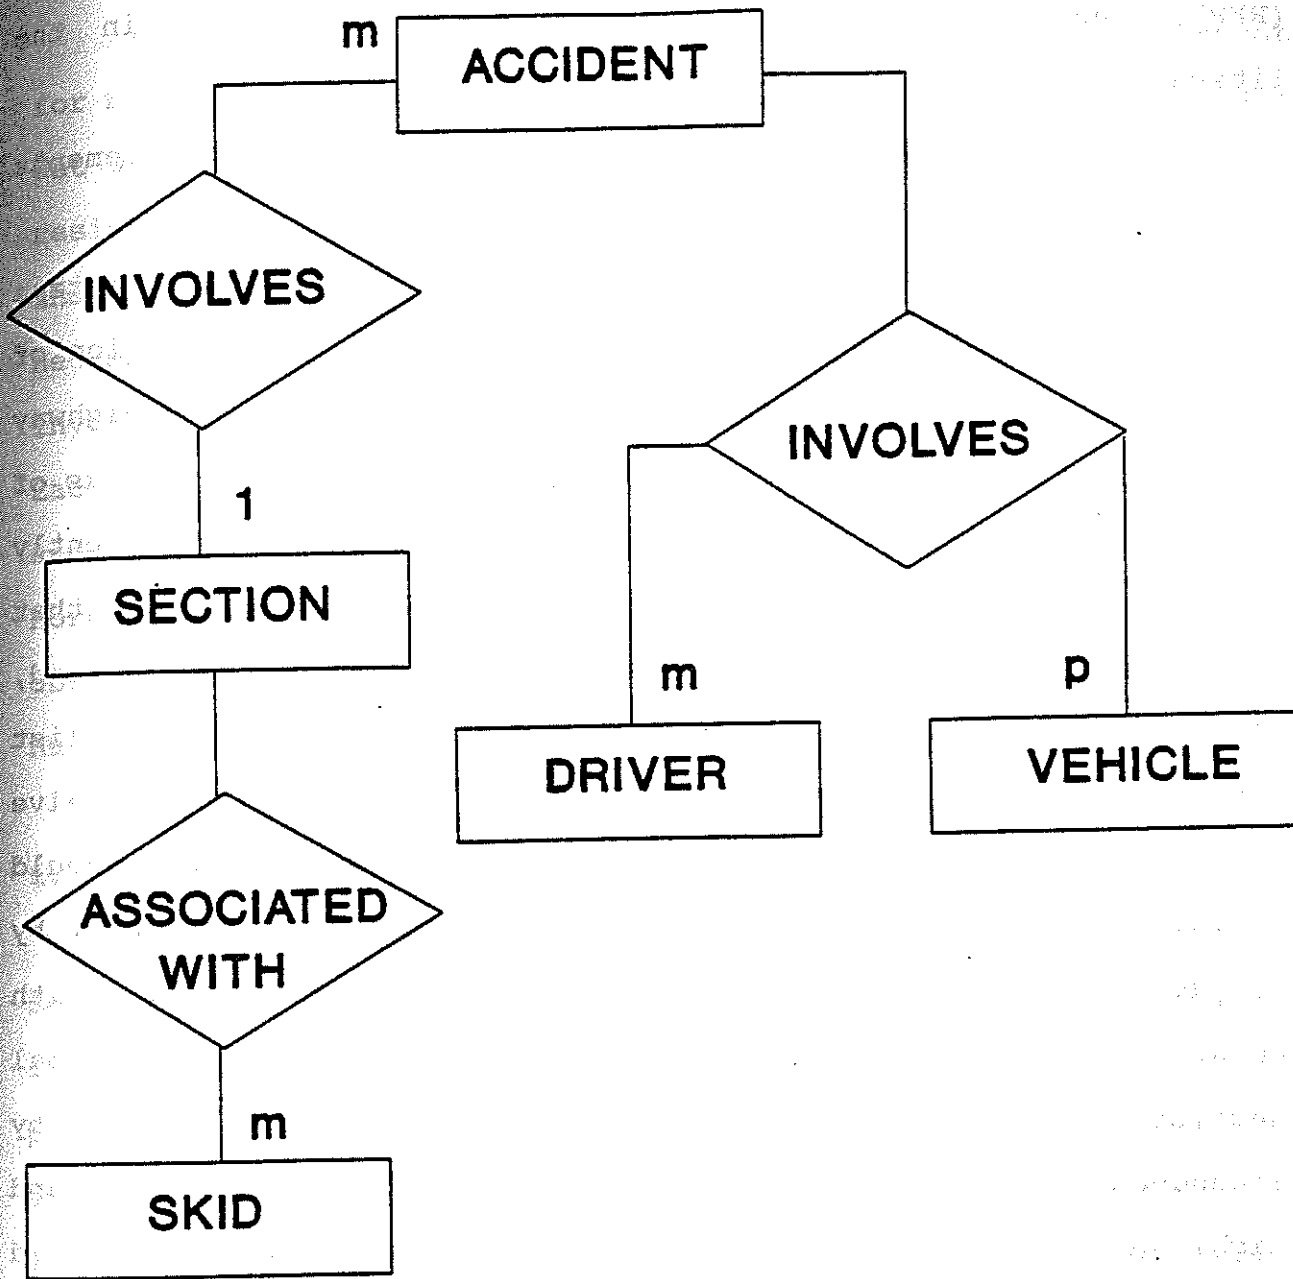 m
ACCIDENT
INVOLVES
INVOLVES
1
SECTION
m
p
DRIVER
VEHICLE
ASSOCIATED
WITH
m
SKID